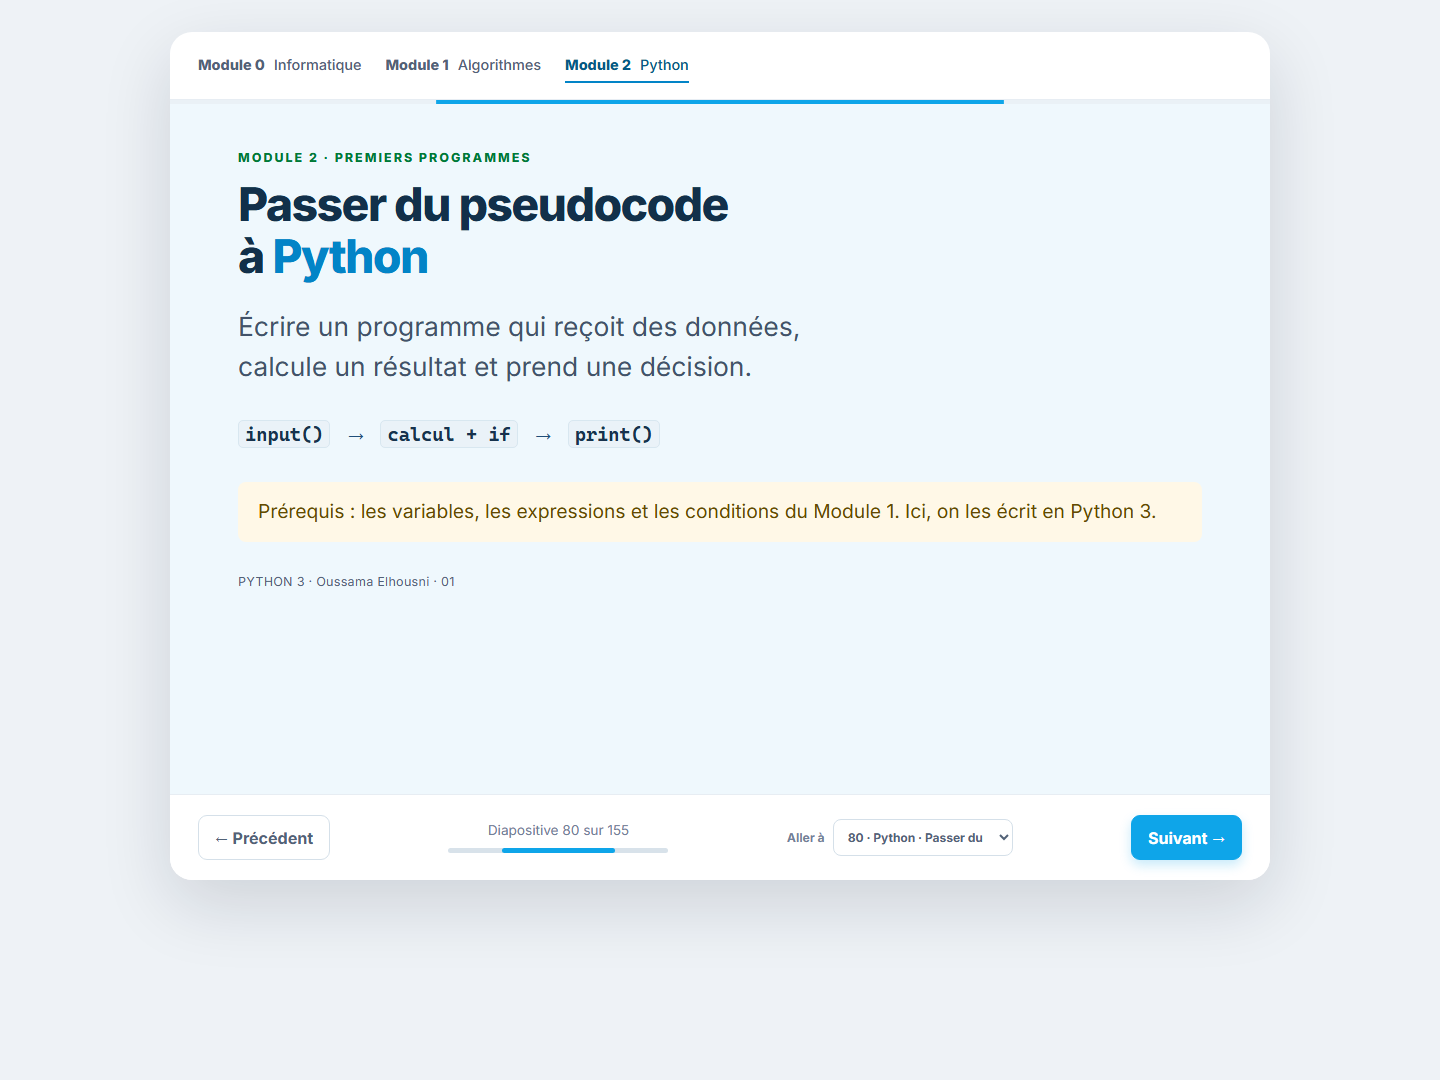 Module 0 Informatique Module 1 Algorithmes Module 2 Python
MODULE 2 · PREMIERS PROGRAMMES
Passer du pseudocode
à Python
Écrire un programme qui reçoit des données,
calcule un résultat et prend une décision.
input() → calcul + if → print()
Prérequis : les variables, les expressions et les conditions du Module 1. Ici, on les écrit en Python 3.
PYTHON 3 · Oussama Elhousni · 01
← Précédent
Diapositive 80 sur 155
Aller à 80 · Python · Passer du
Suivant →